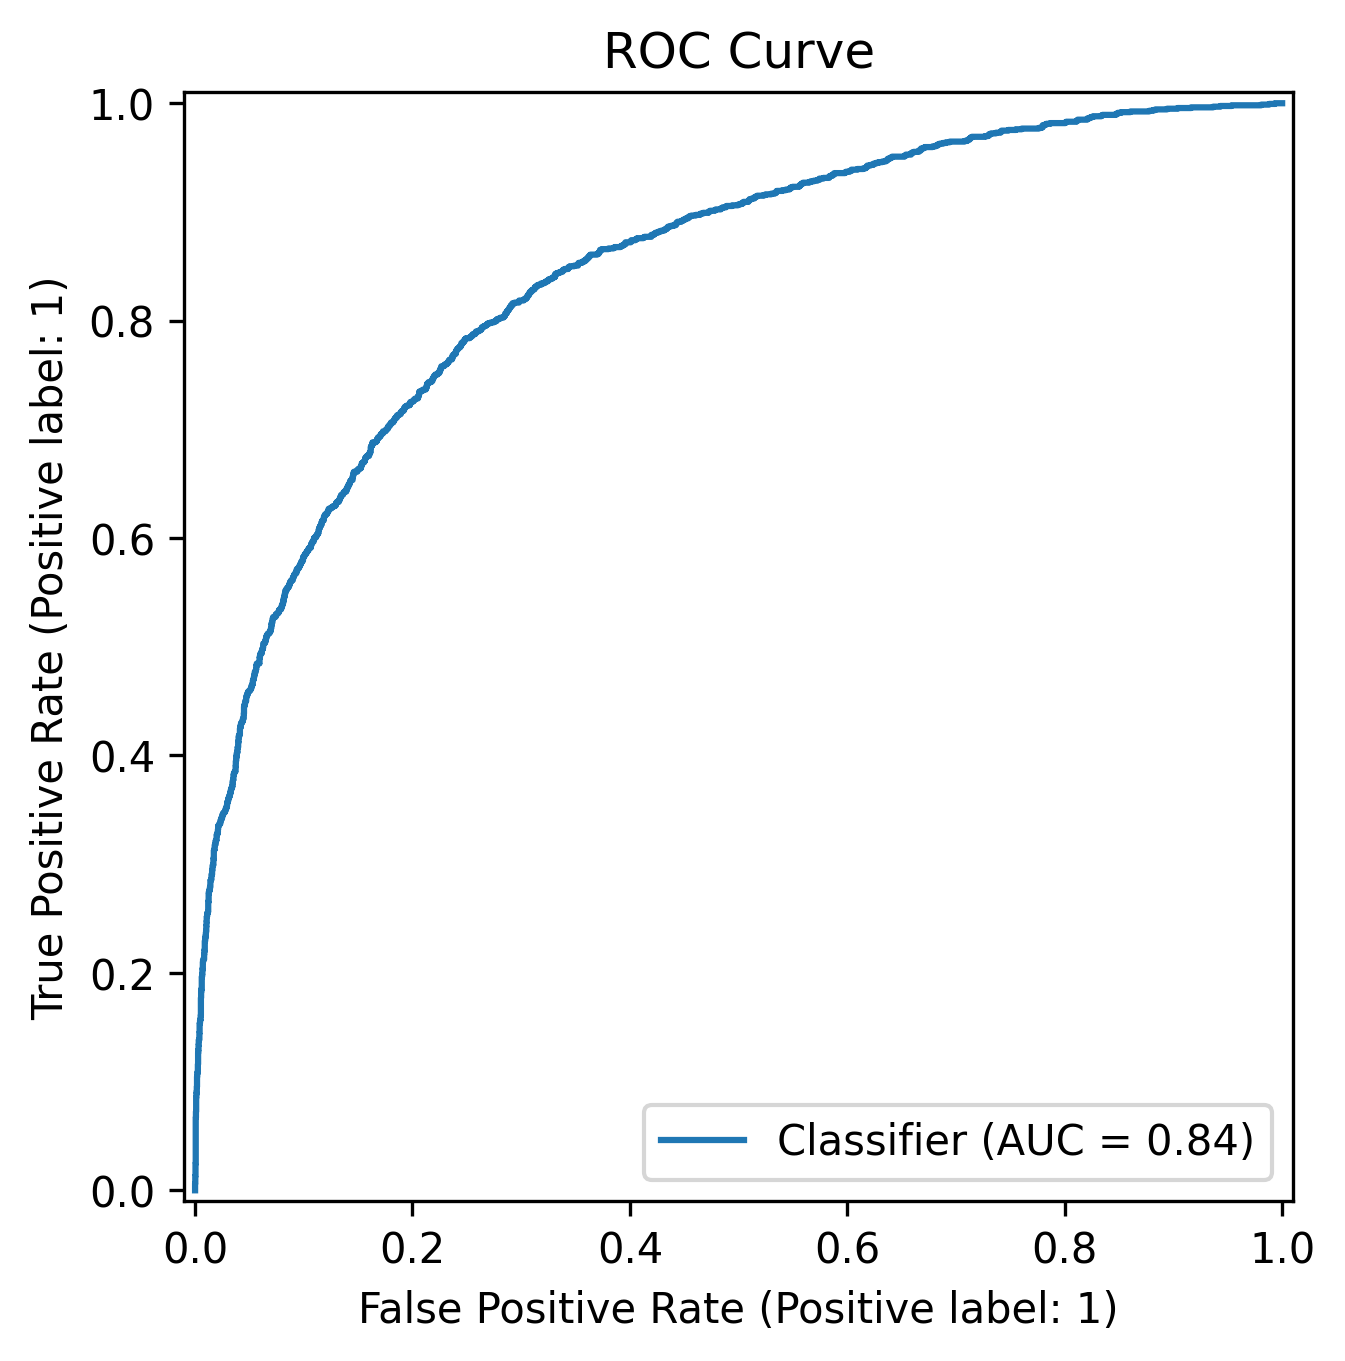 ROC Curve
True Positive Rate (Positive label: 1)
1.0
0.8
0.6
0.4
0.2
0.0
Classifier (AUC = 0.84)
0.0 0.2 0.4 0.6 0.8 1.0
False Positive Rate (Positive label: 1)